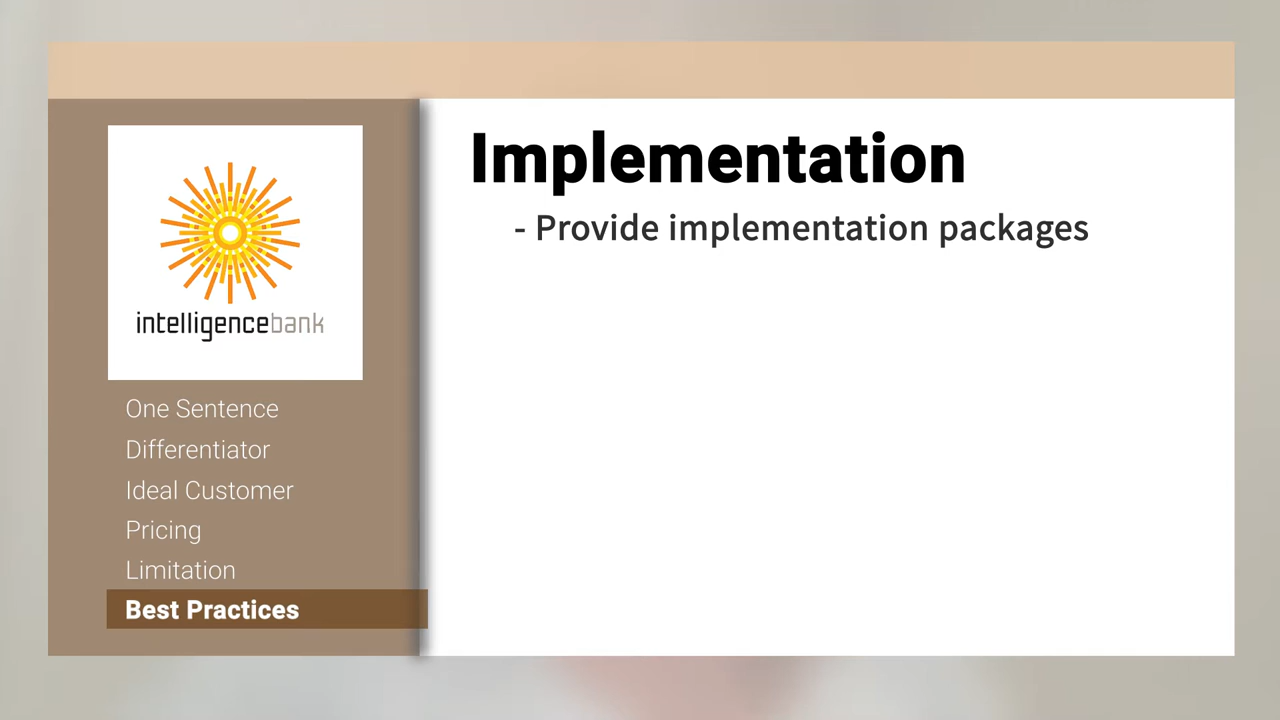 intelligencebank
One Sentence
Differentiator
Ideal Customer
Pricing
Limitation
Best Practices
Implementation
- Provide implementation packages